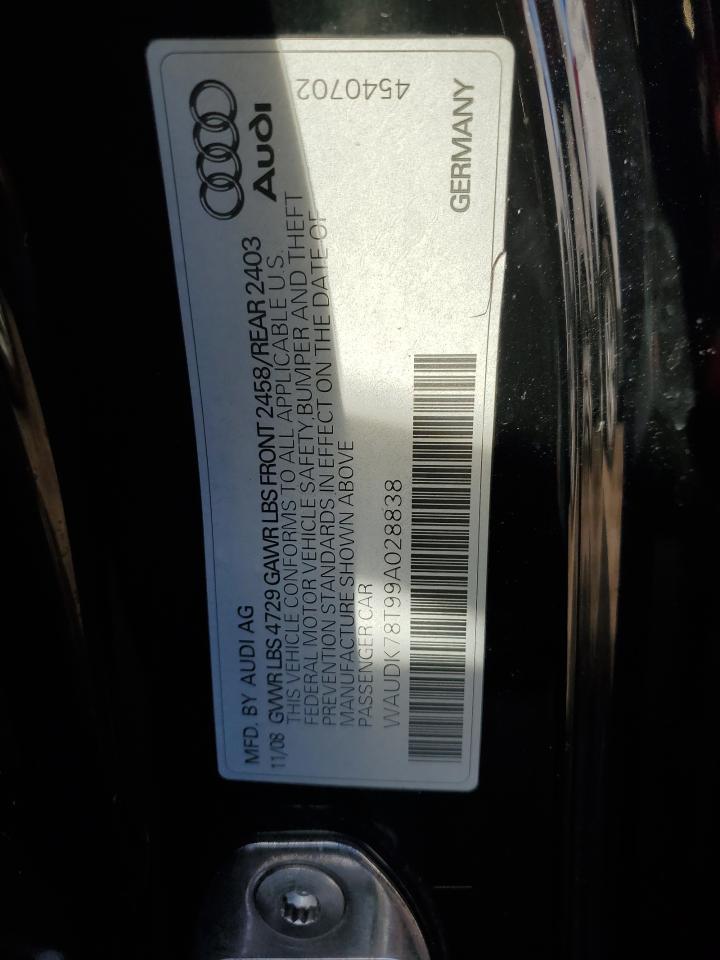 MFD. BY AUDI AG
11/08 GVWR LBS 4729 GAWR LBS FRONT 2458/REAR 2403
THIS VEHICLE CONFORMS TO ALL APPLICABLE U.S.
FEDERAL MOTOR VEHICLE SAFETY BUMPER AND THEFT
PREVENTION STANDARDS IN EFFECT ON THE DATE OF
MANUFACTURE SHOWN ABOVE
PASSENGER CAR
WAUDK78T99A028838
Audi
4540702
GERMANY